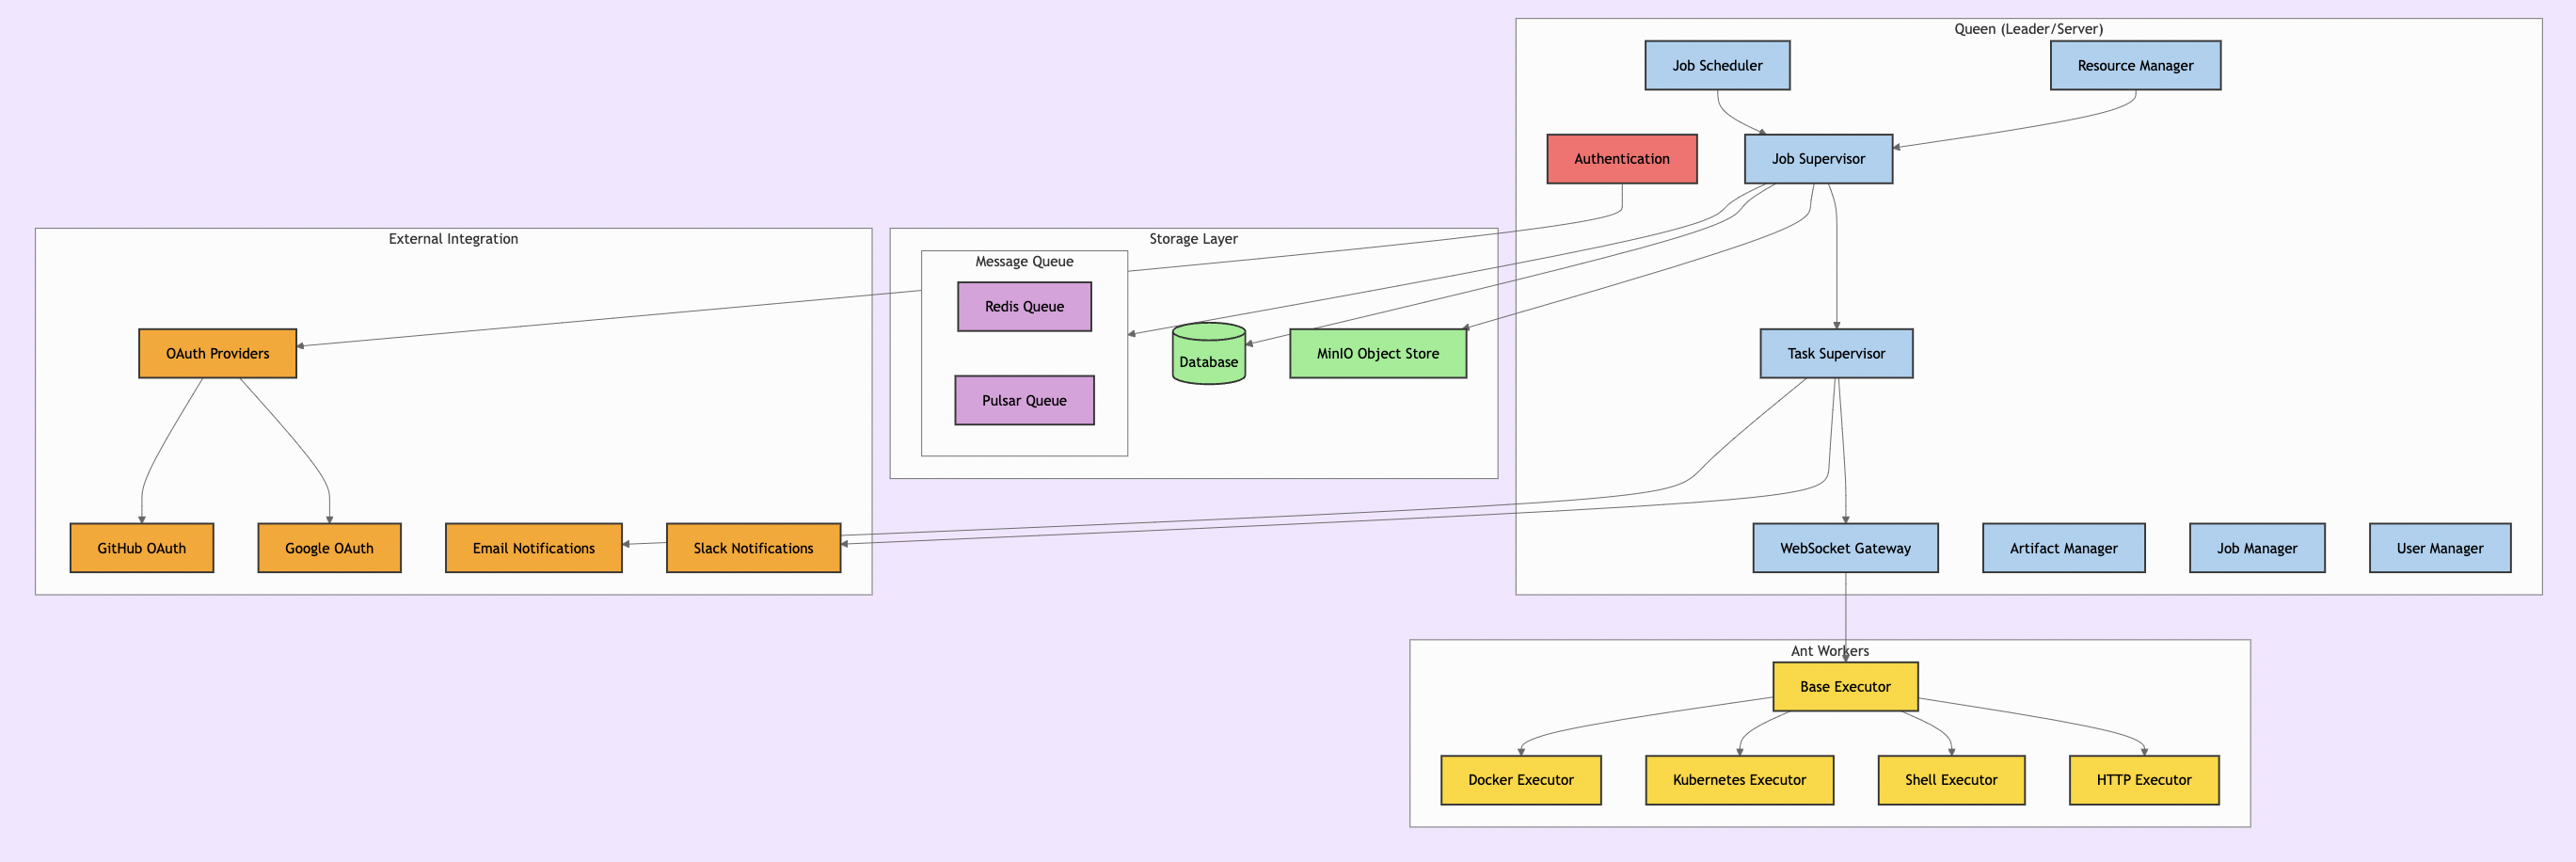 Queen (Leader/Server)
Job Scheduler
Resource Manager
Authentication
Job Supervisor
Task Supervisor
WebSocket Gateway
Artifact Manager
Job Manager
User Manager
Storage Layer
Message Queue
Redis Queue
Pulsar Queue
Database
MinIO Object Store
External Integration
OAuth Providers
GitHub OAuth
Google OAuth
Email Notifications
Slack Notifications
Ant Workers
Base Executor
Docker Executor
Kubernetes Executor
Shell Executor
HTTP Executor